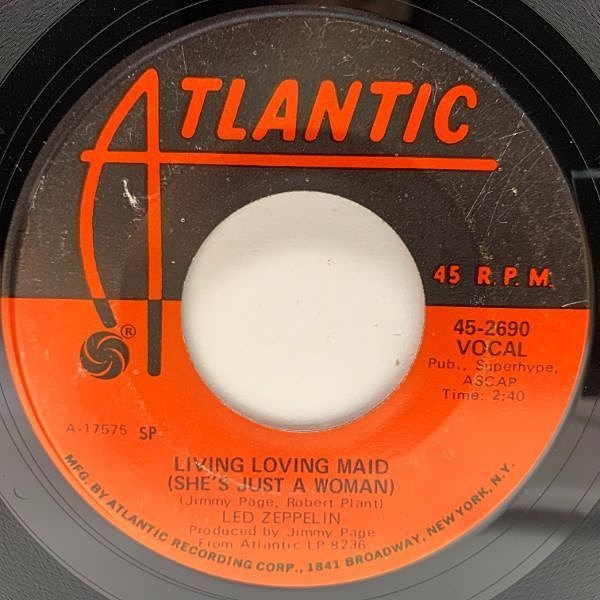 ATLANTIC
45 R.P.M.
®
45-2690
VOCAL
Pub., Superhype,
ASCAP
Time: 2:40
A-17575 SP
LIVING LOVING MAID
(SHE'S JUST A WOMAN)
(Jimmy Page, Robert Plant)
LED ZEPPELIN
Produced by Jimmy Page
From Atlantic LP 8236
MFG. BY ATLANTIC RECORDING CORP., 1841 BROADWAY, NEW YORK, N.Y.